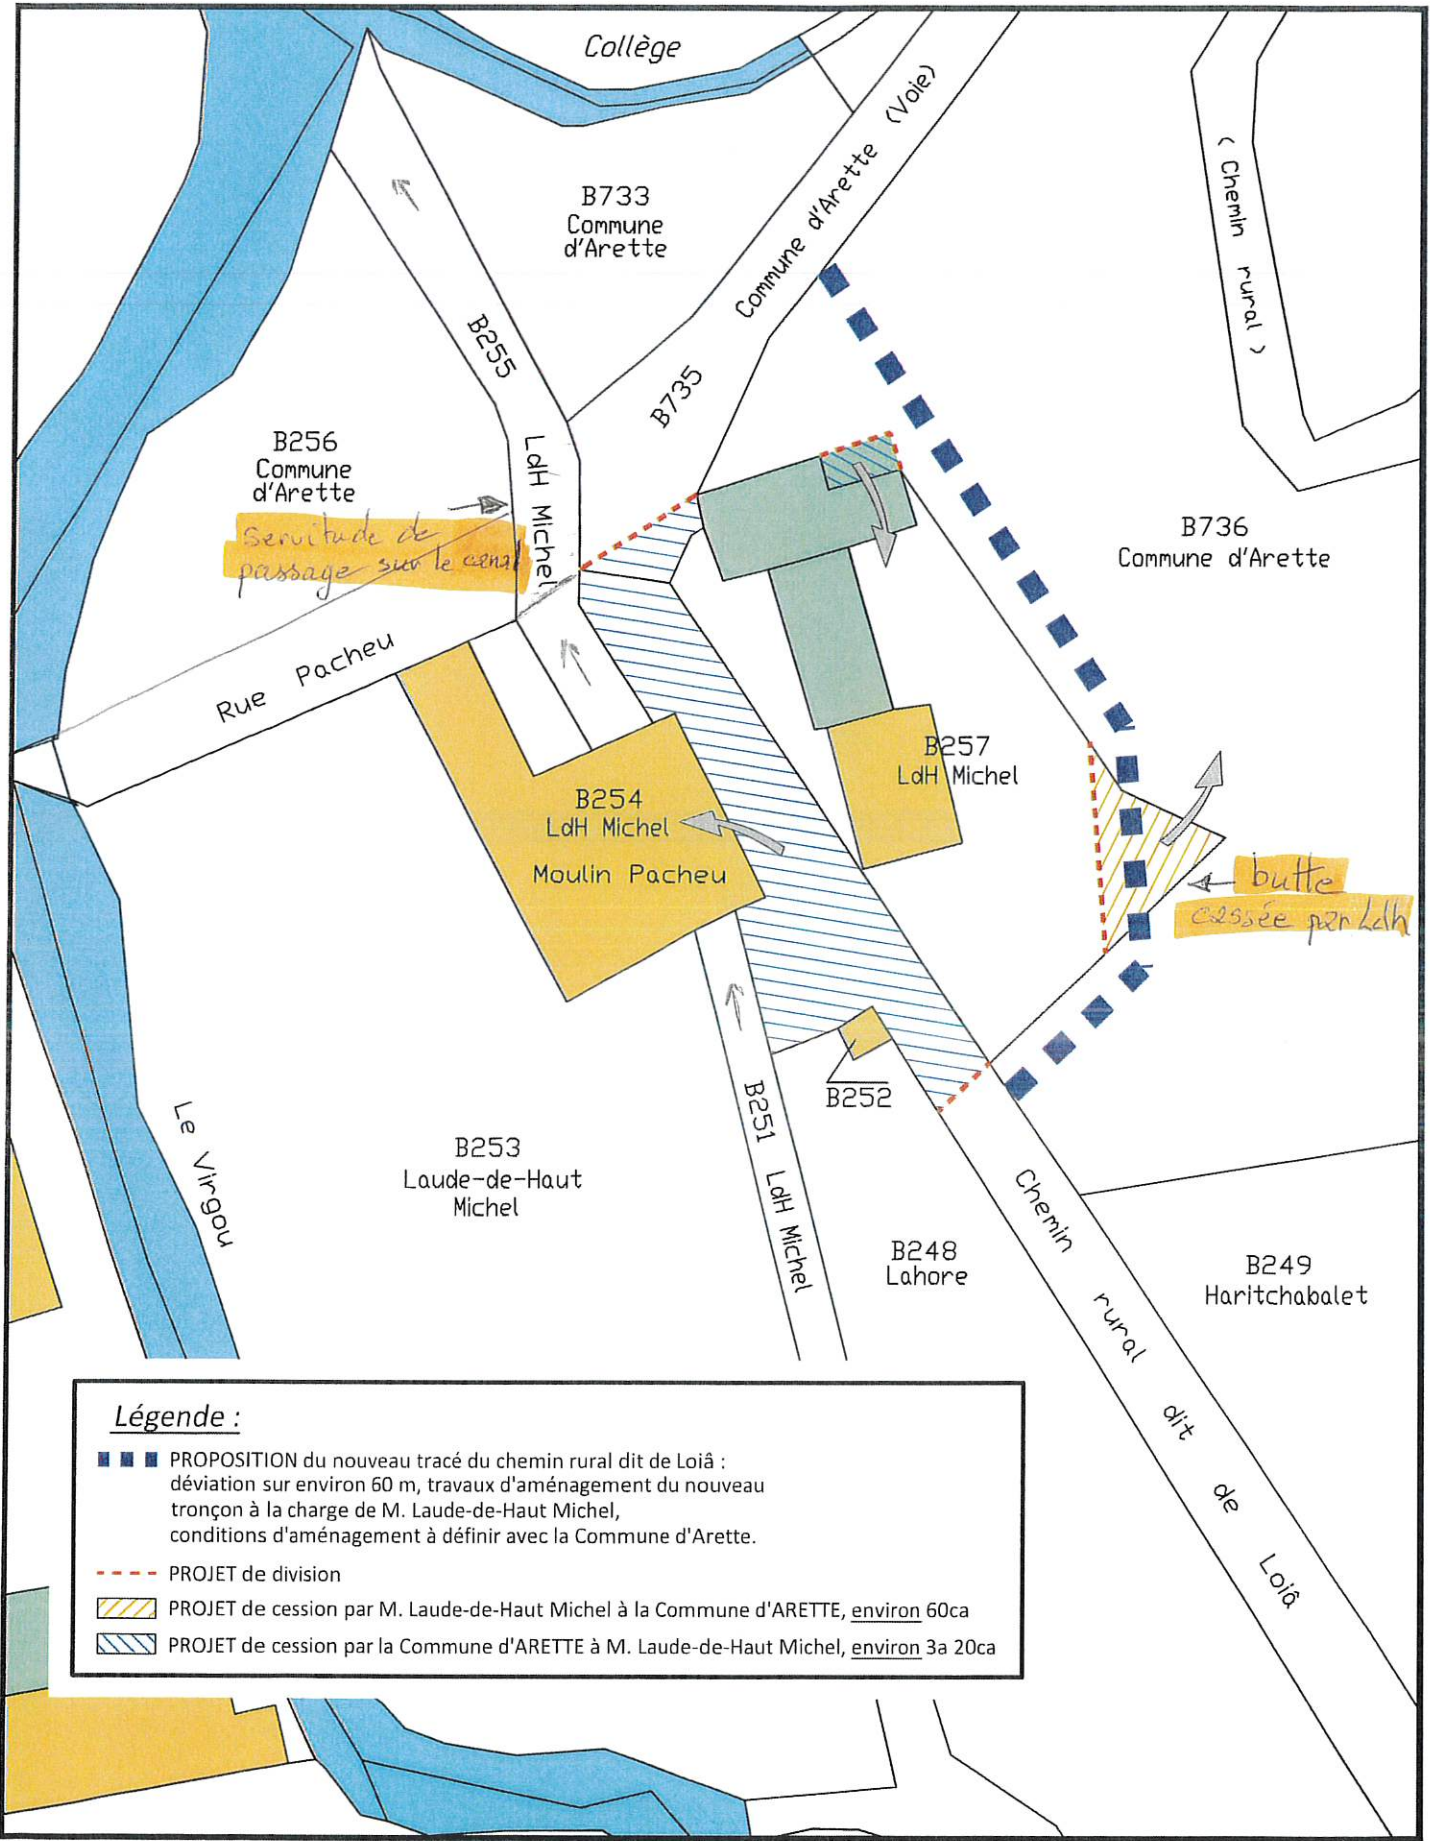 Collège
Commune d'Arette (Voie)
( Chemin rural )
B733
Commune
d'Arette
B255
LdH Michel
B735
B256
Commune
d'Arette
servitude de
passage sur le canal
B736
Commune d'Arette
Rue Pacheu
B257
LdH Michel
B254
LdH Michel
Moulin Pacheu
butte
cassée par Ldh
B252
B251 LdH Michel
Le Virgou
B253
Laude-de-Haut
Michel
B248
Lahore
B249
Haritchabalet
Chemin rural dit de Loiâ
Légende :
PROPOSITION du nouveau tracé du chemin rural dit de Loiâ :
déviation sur environ 60 m, travaux d'aménagement du nouveau
tronçon à la charge de M. Laude-de-Haut Michel,
conditions d'aménagement à définir avec la Commune d'Arette.
PROJET de division
PROJET de cession par M. Laude-de-Haut Michel à la Commune d'ARETTE, environ 60ca
PROJET de cession par la Commune d'ARETTE à M. Laude-de-Haut Michel, environ 3a 20ca